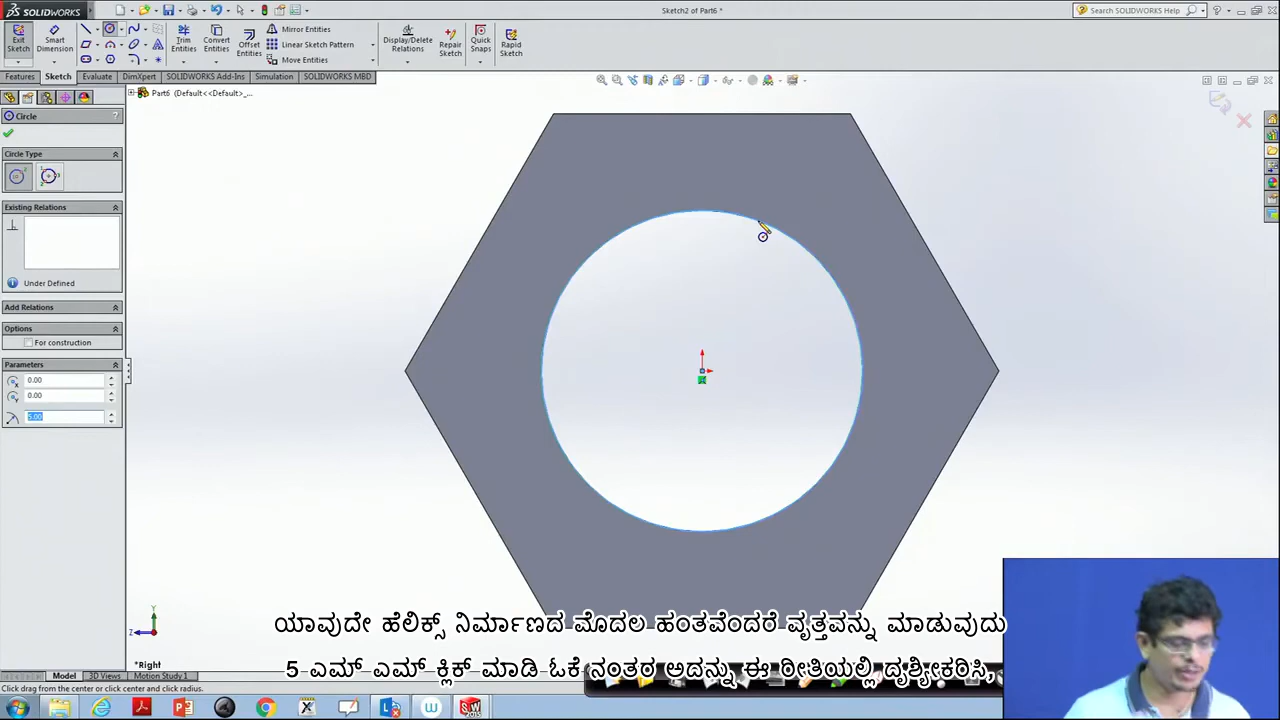 SOLIDWORKS
Sketch2 of Part6 *
Search SOLIDWORKS Help
Exit Sketch
Smart Dimension
Trim Entities
Convert Entities
Offset Entities
Mirror Entities
Linear Sketch Pattern
Move Entities
Display/Delete Relations
Repair Sketch
Quick Snaps
Rapid Sketch
Features
Sketch
Evaluate
DimXpert
SOLIDWORKS Add-Ins
Simulation
SOLIDWORKS MBD
Part6 (Default<<Default>_...
Circle
?
Circle Type
Existing Relations
Under Defined
Add Relations
Options
For construction
Parameters
0.00
0.00
5.00
Y
Z
*Right
ಯಾವುದೇ ಹೆಲಿಕ್ಸ್ ನಿರ್ಮಾಣದ ಮೊದಲ ಹಂತವೆಂದರೆ ವೃತ್ತವನ್ನು ಮಾಡುವುದು
5 ಎಮ್ ಎಮ್ ಕ್ಲಿಕ್ ಮಾಡಿ ಓಕೆ ನಂತರ ಅದನ್ನು ಈ ರೀತಿಯಲ್ಲಿ ದೃಶ್ಯೀಕರಿಸಿ,
Model
3D Views
Motion Study 1
Click drag to center or click center and click radius.